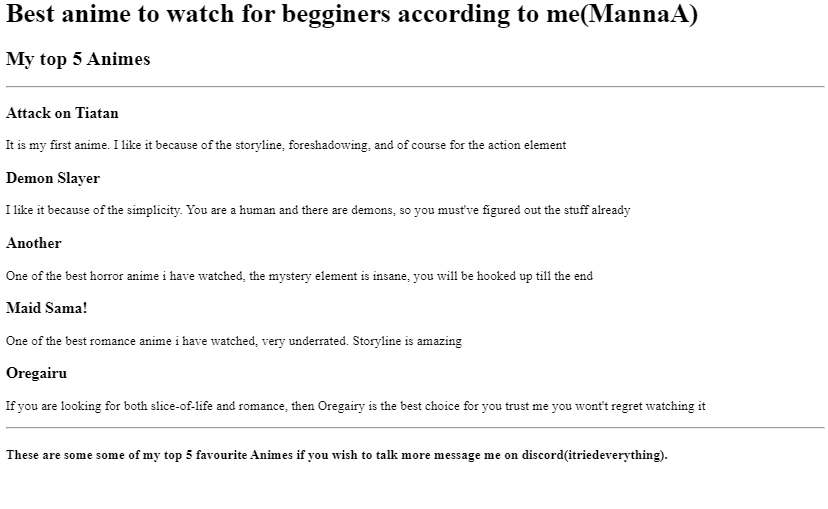 Best anime to watch for begginers according to me(MannaA)
My top 5 Animes
Attack on Tiatan
It is my first anime. I like it because of the storyline, foreshadowing, and of course for the action element
Demon Slayer
I like it because of the simplicity. You are a human and there are demons, so you must've figured out the stuff already
Another
One of the best horror anime i have watched, the mystery element is insane, you will be hooked up till the end
Maid Sama!
One of the best romance anime i have watched, very underrated. Storyline is amazing
Oregairu
If you are looking for both slice-of-life and romance, then Oregairy is the best choice for you trust me you wont't regret watching it
These are some some of my top 5 favourite Animes if you wish to talk more message me on discord(itriedeverything).